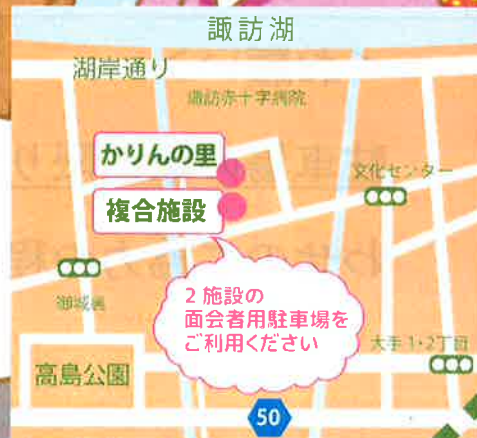 諏訪湖
湖岸通り
諏訪赤十字病院
かりんの里
文化センター
複合施設
2施設の
面会者用駐車場を
ご利用ください
大手1・2丁目
高島公園
50